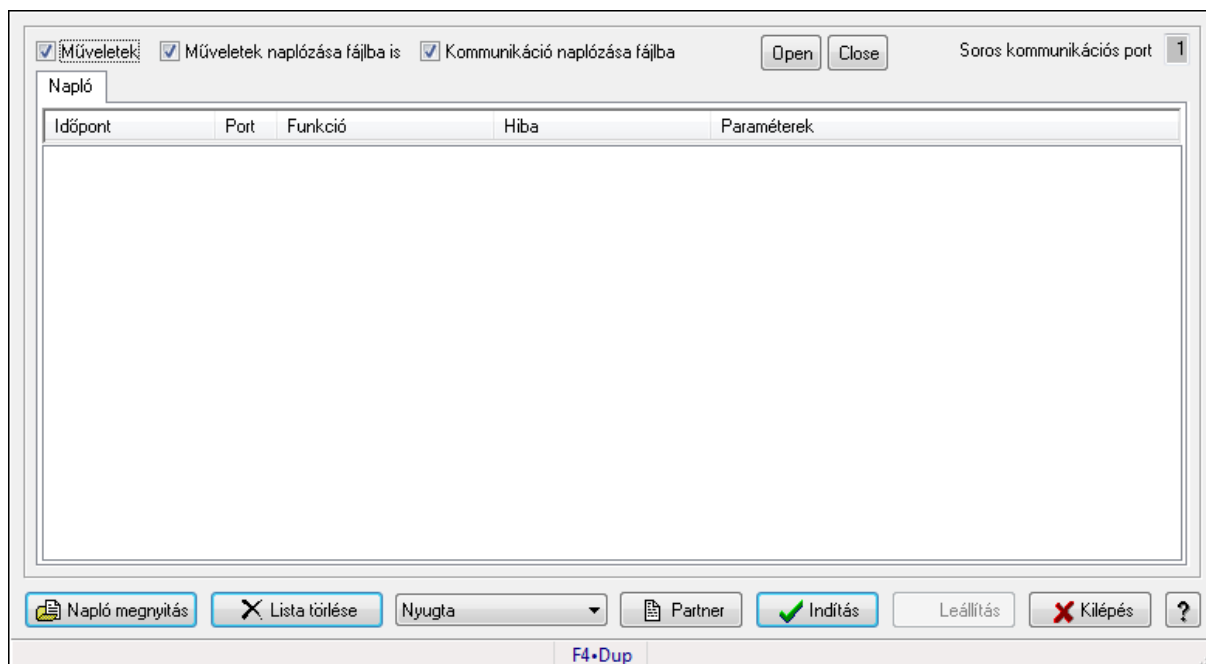 Műveletek Műveletek naplózása fájlba is Kommunikáció naplózása fájlba Open Close Soros kommunikációs port 1
Napló
Időpont Port Funkció Hiba Paraméterek
Napló megnyitás Lista törlése Nyugta Partner Indítás Leállítás Kilépés ?
F4•Dup